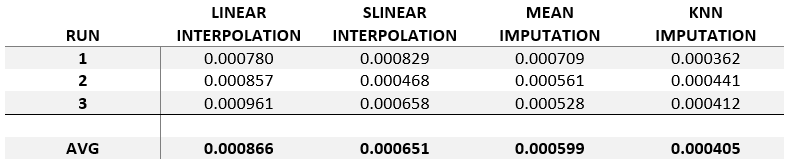 LINEAR SLINEAR MEAN KNN
RUN INTERPOLATION INTERPOLATION IMPUTATION IMPUTATION
1 0.000780 0.000829 0.000709 0.000362
2 0.000857 0.000468 0.000561 0.000441
3 0.000961 0.000658 0.000528 0.000412
AVG 0.000866 0.000651 0.000599 0.000405